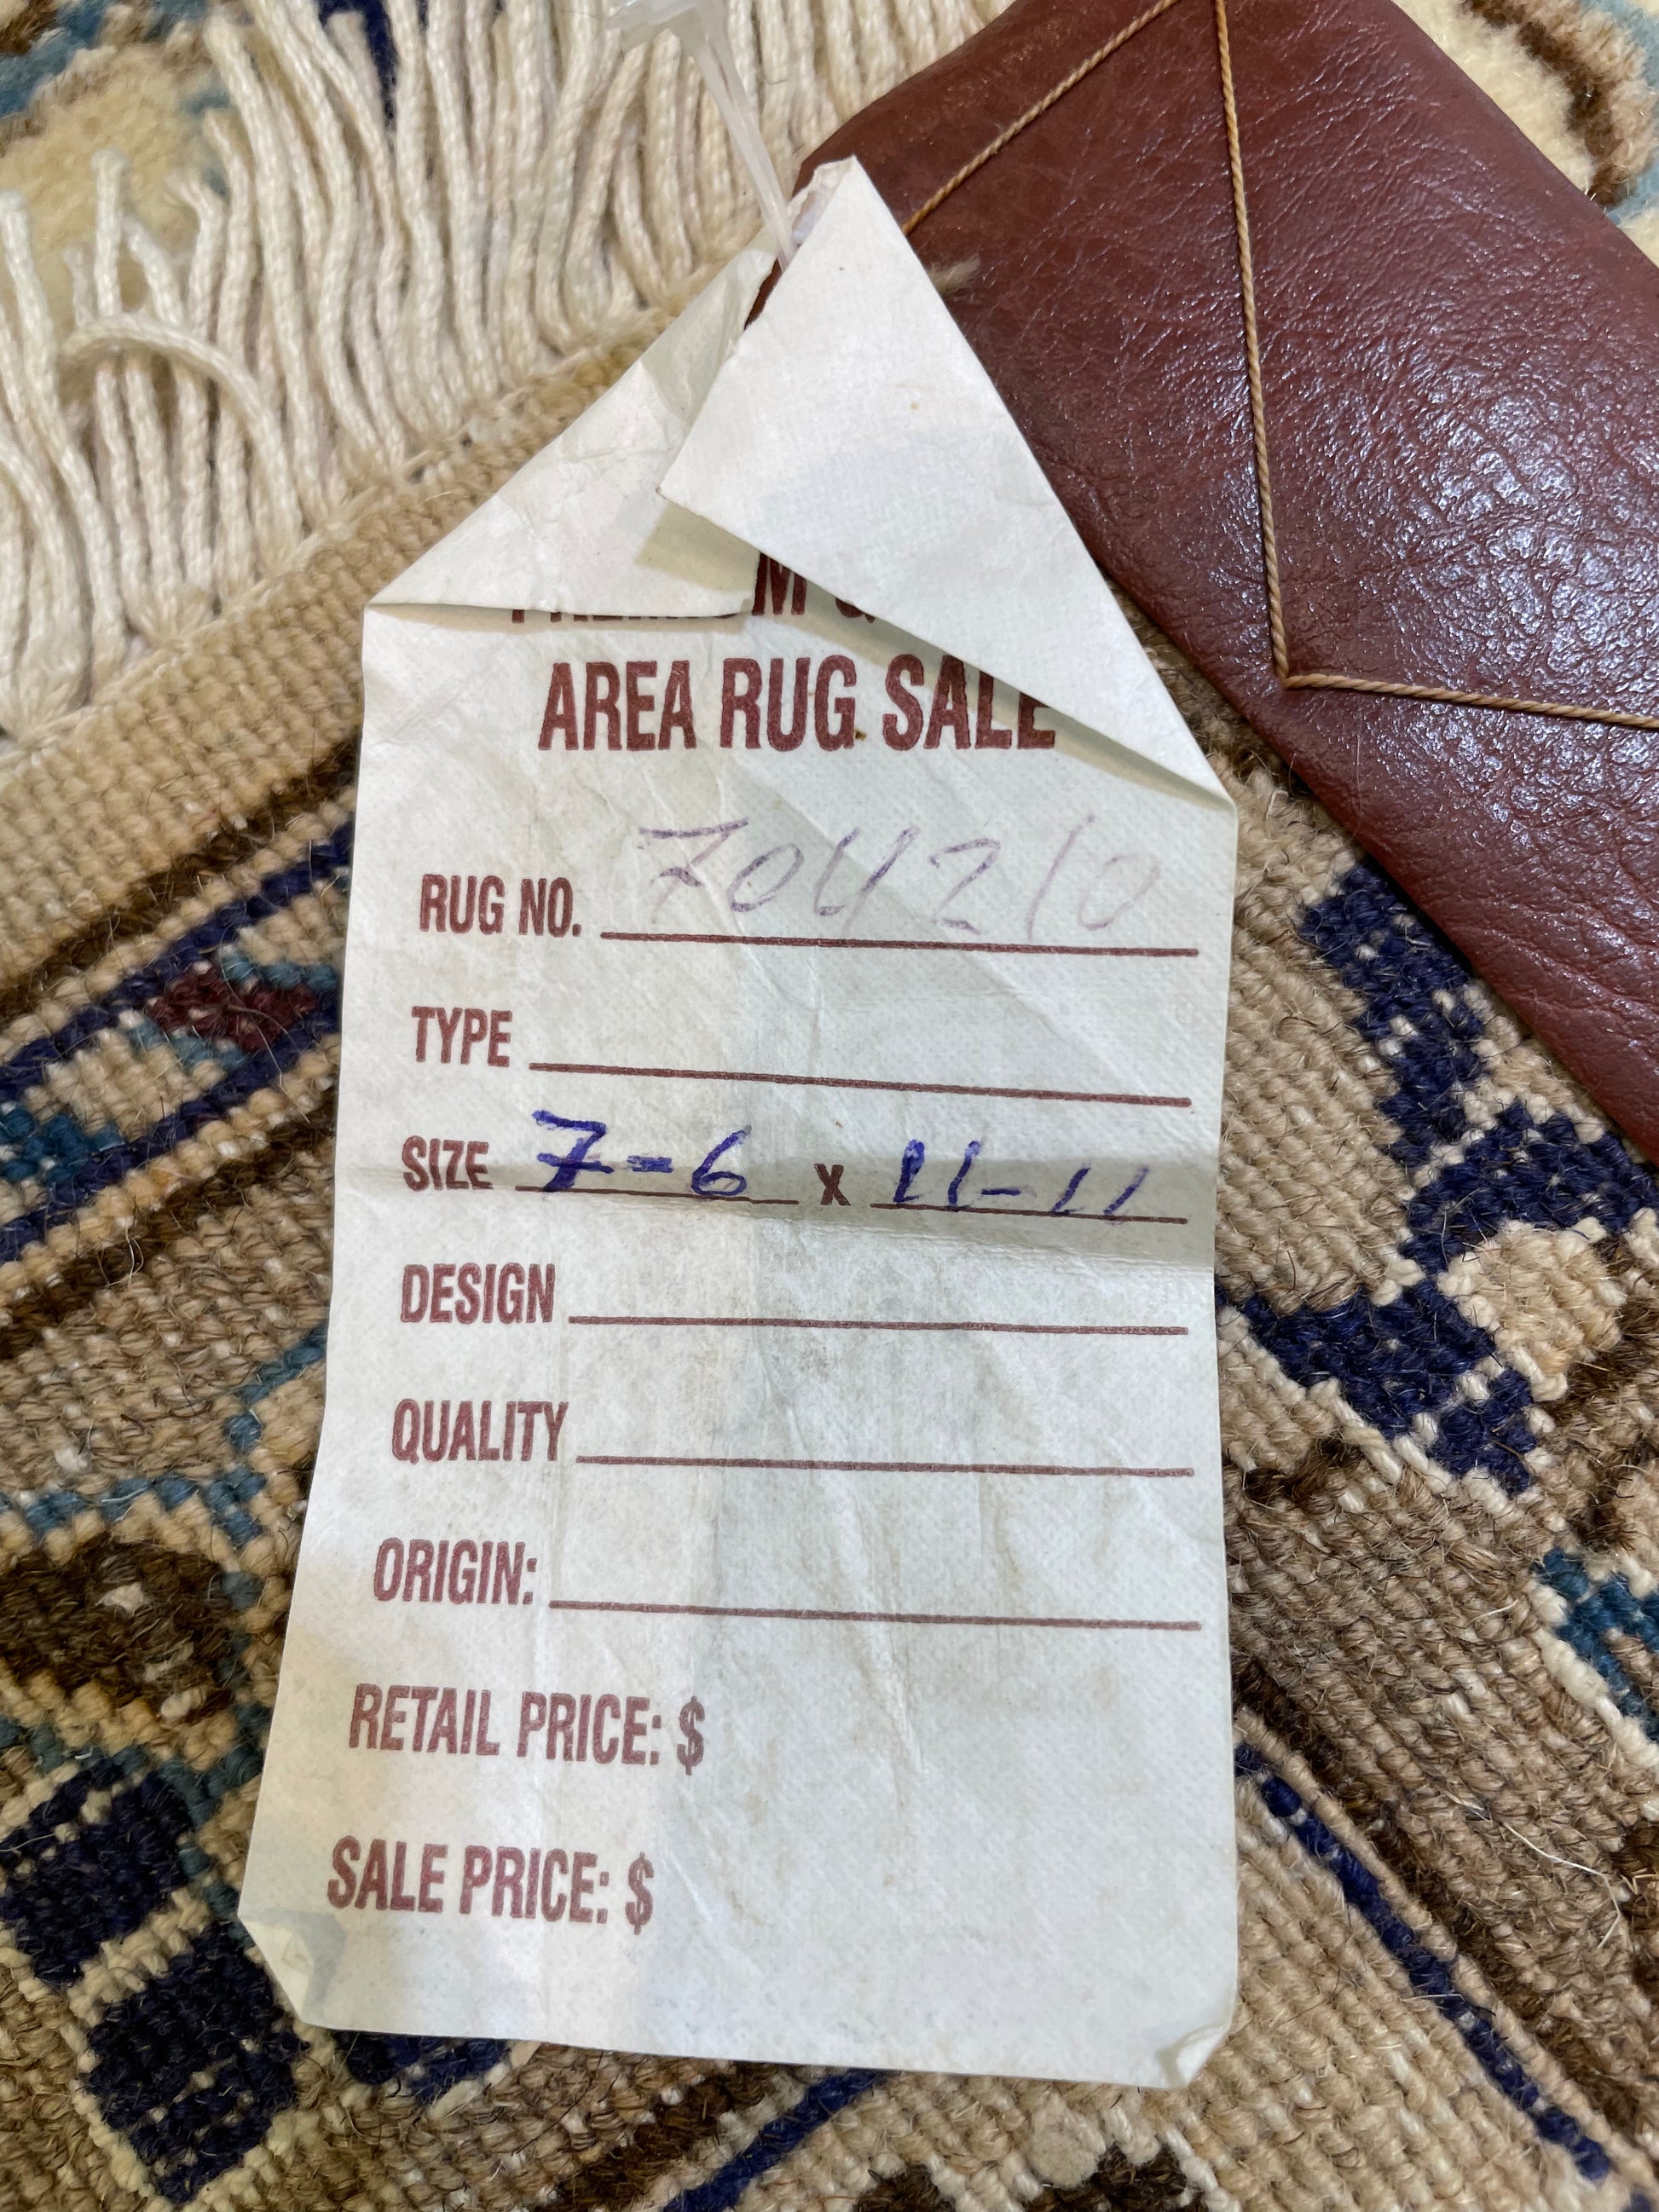 AREA RUG SALE
RUG NO. 704210
TYPE
SIZE 7-6 x 11-11
DESIGN
QUALITY
ORIGIN:
RETAIL PRICE: $
SALE PRICE: $